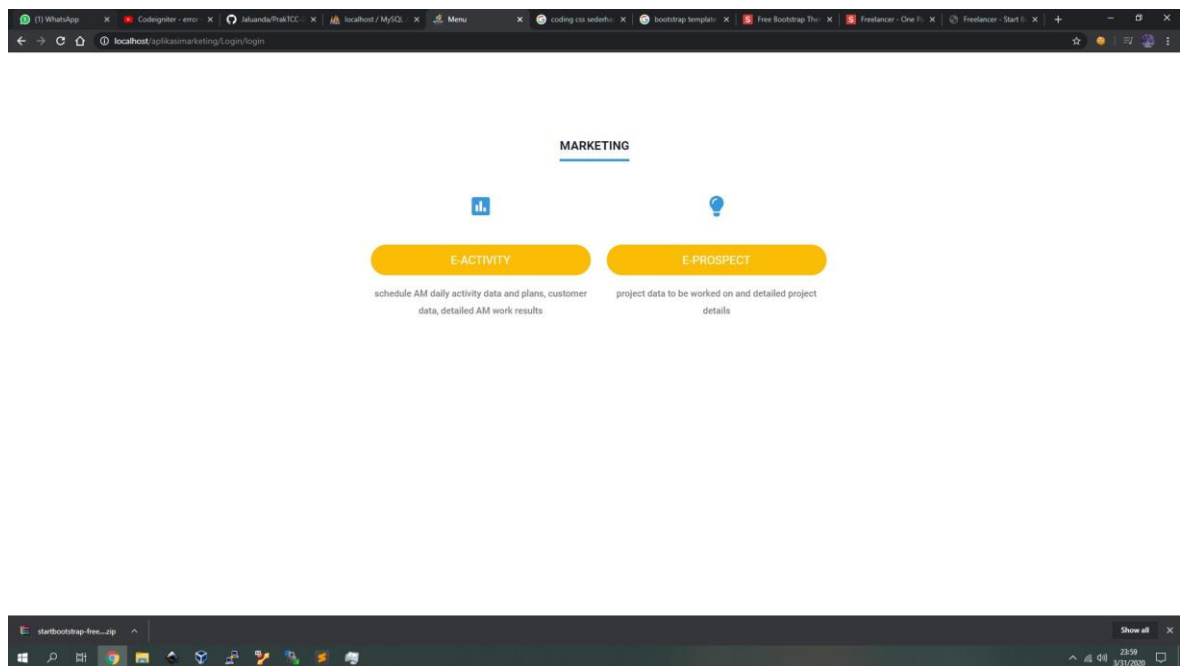 (1) WhatsApp
Codeigniter - error
Jaluanda/PrakTCC-
localhost / MySQL /
Menu
coding css sederha
bootstrap template
Free Bootstrap The
Freelancer - One P
Freelancer - Start B
localhost/aplikasimarketing/Login/login
MARKETING
E-ACTIVITY
E-PROSPECT
schedule AM daily activity data and plans, customer
data, detailed AM work results
project data to be worked on and detailed project
details
startbootstrap-free....zip
Show all
23:59
3/31/2020